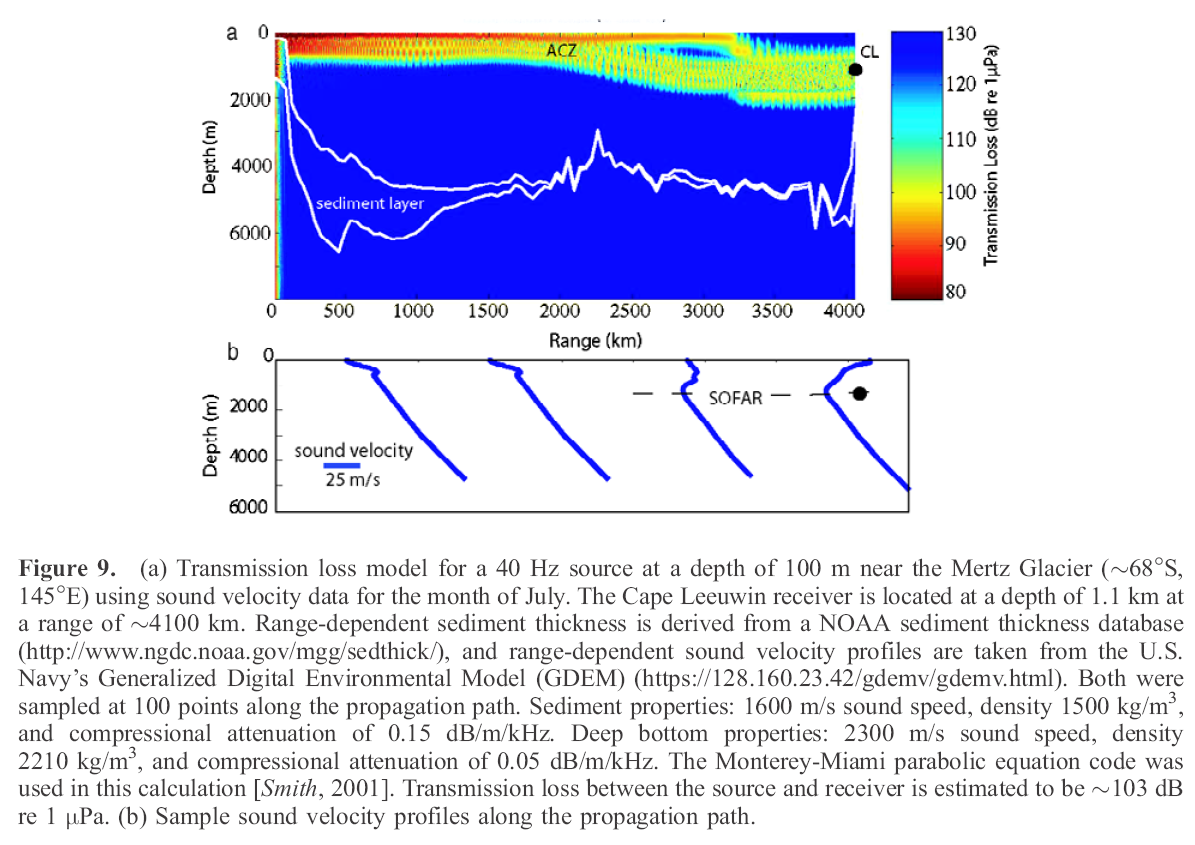 a
0
2000
4000
6000
Depth (m)
ACZ
CL
sediment layer
0 500 1000 1500 2000 2500 3000 3500 4000
Range (km)
130
120
110
100
90
80
Transmission Loss (dB re 1μPa)
b
0
2000
4000
6000
Depth (m)
SOFAR
sound velocity
25 m/s
Figure 9. (a) Transmission loss model for a 40 Hz source at a depth of 100 m near the Mertz Glacier (∼68°S,
145°E) using sound velocity data for the month of July. The Cape Leeuwin receiver is located at a depth of 1.1 km at
a range of ∼4100 km. Range-dependent sediment thickness is derived from a NOAA sediment thickness database
(http://www.ngdc.noaa.gov/mgg/sedthick/), and range-dependent sound velocity profiles are taken from the U.S.
Navy's Generalized Digital Environmental Model (GDEM) (https://128.160.23.42/gdemv/gdemv.html). Both were
sampled at 100 points along the propagation path. Sediment properties: 1600 m/s sound speed, density 1500 kg/m³,
and compressional attenuation of 0.15 dB/m/kHz. Deep bottom properties: 2300 m/s sound speed, density
2210 kg/m³, and compressional attenuation of 0.05 dB/m/kHz. The Monterey-Miami parabolic equation code was
used in this calculation [Smith, 2001]. Transmission loss between the source and receiver is estimated to be ∼103 dB
re 1 μPa. (b) Sample sound velocity profiles along the propagation path.